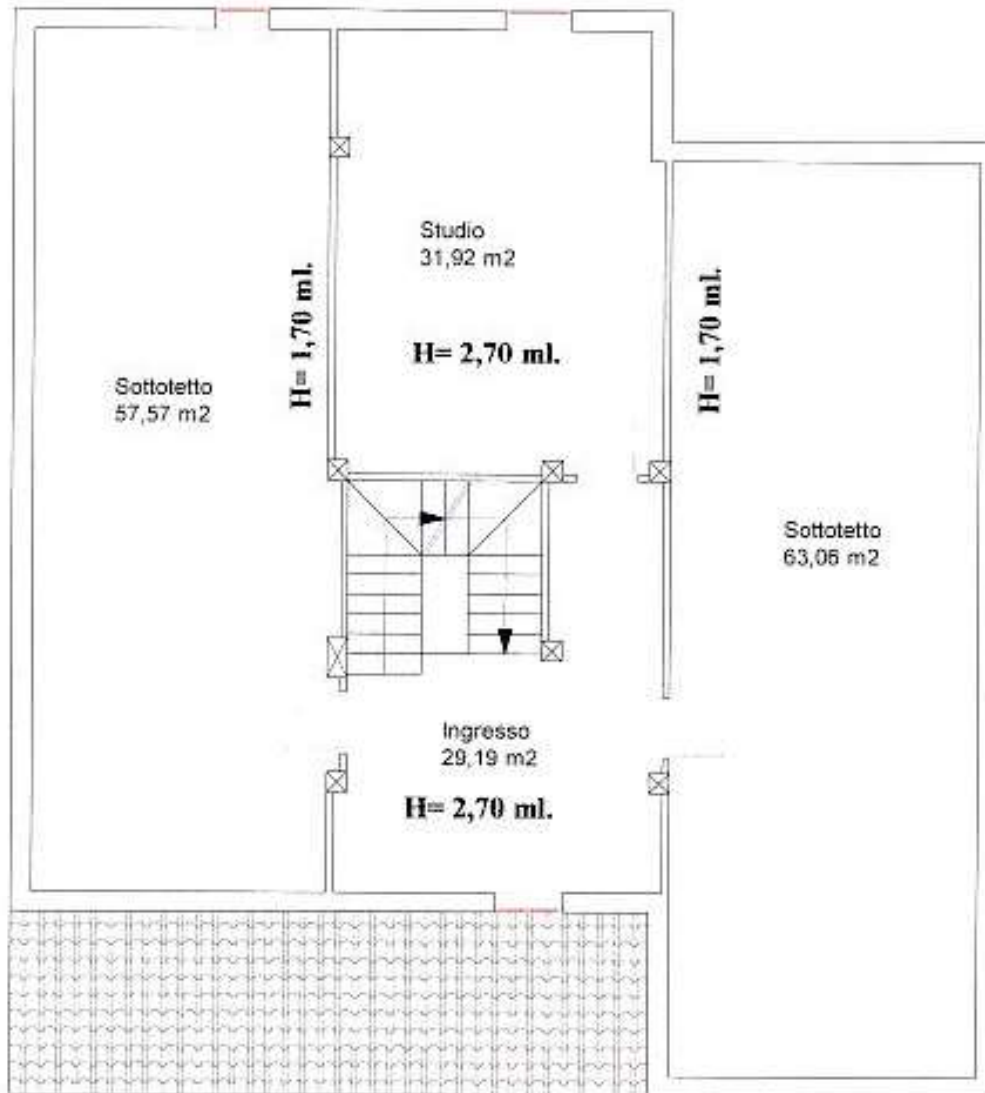 Studio
31,92 m2
H= 1,70 ml.
H= 2,70 ml.
H= 1,70 ml.
Sottotetto
57,57 m2
Sottotetto
63,06 m2
Ingresso
29,19 m2
H= 2,70 ml.